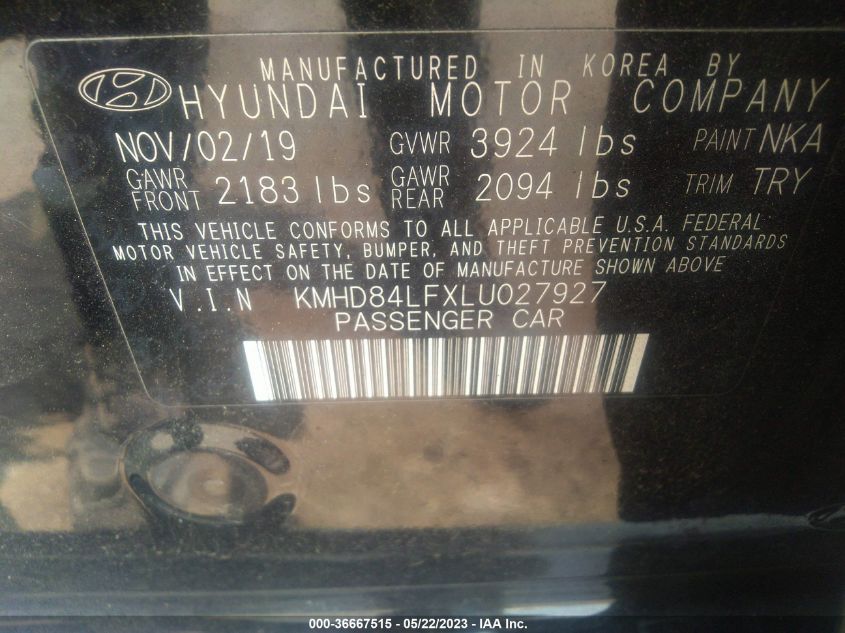 MANUFACTURED IN KOREA BY
HYUNDAI MOTOR COMPANY
NOV/02/19 GVWR 3924 lbs PAINT NKA
GAWR FRONT 2183 lbs GAWR REAR 2094 lbs TRIM TRY
THIS VEHICLE CONFORMS TO ALL APPLICABLE U.S.A. FEDERAL
MOTOR VEHICLE SAFETY, BUMPER, AND THEFT PREVENTION STANDARDS
IN EFFECT ON THE DATE OF MANUFACTURE SHOWN ABOVE
V.I.N KMHD84LFXLU027927
PASSENGER CAR
000-36667515 - 05/22/2023 - IAA Inc.